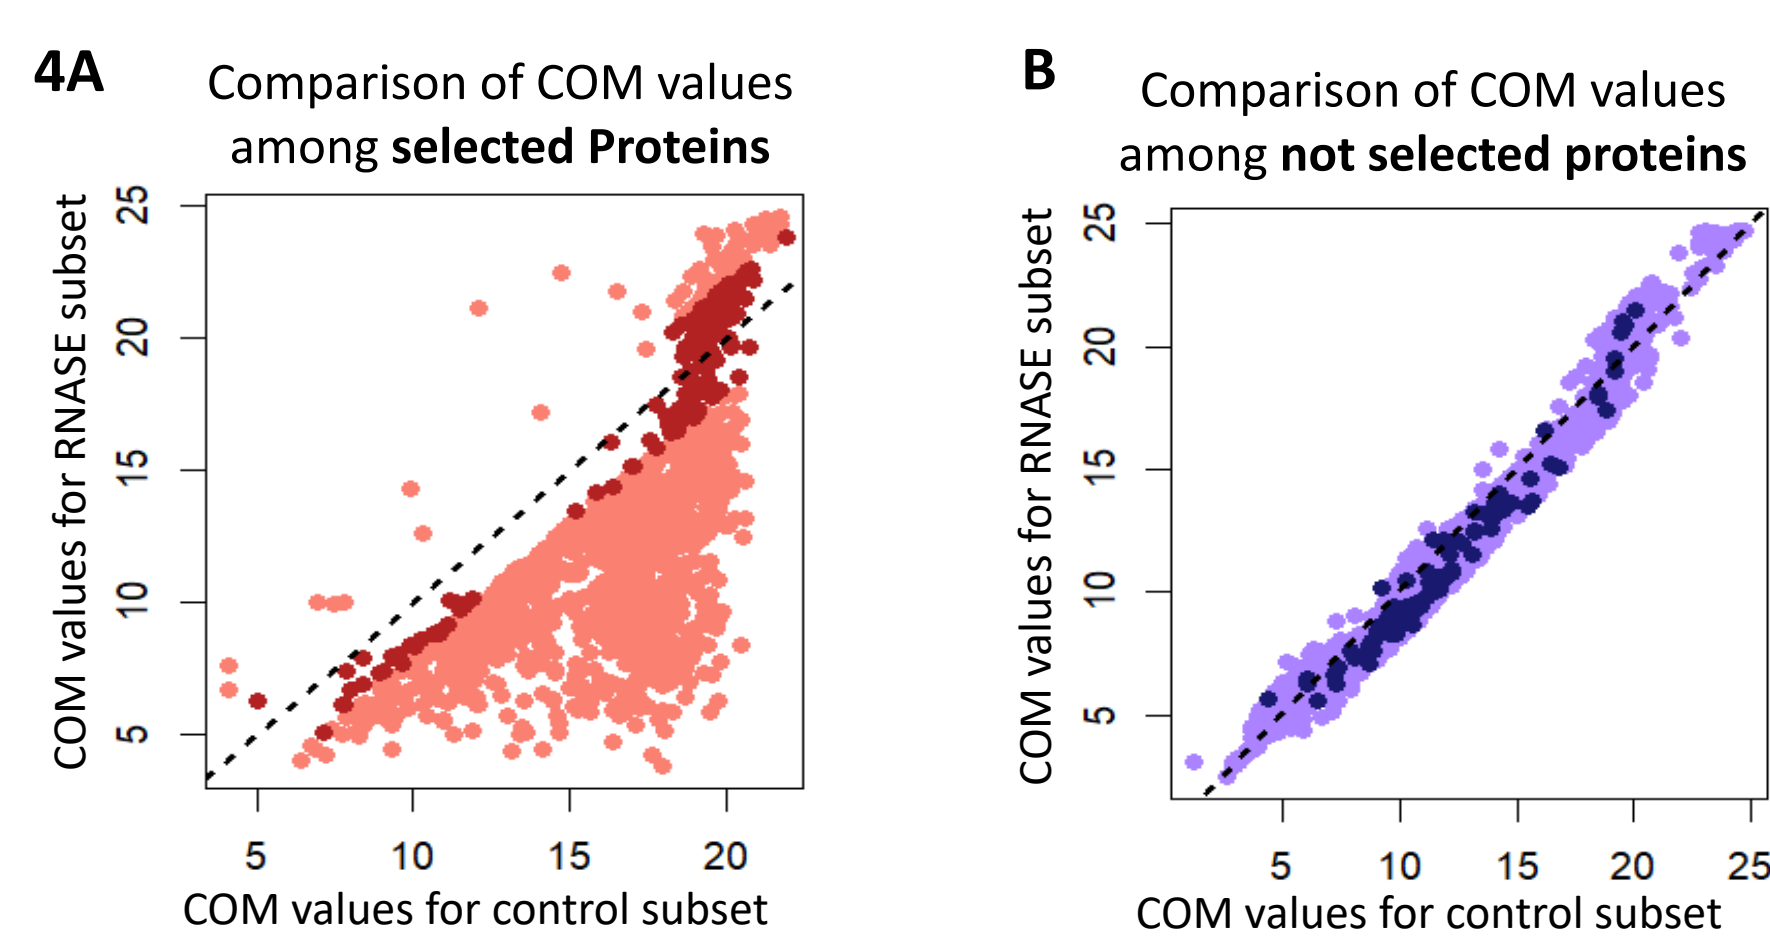 4A
Comparison of COM values
among selected Proteins
COM values for RNASE subset
25
20
15
10
5
5 10 15 20
COM values for control subset
B
Comparison of COM values
among not selected proteins
COM values for RNASE subset
25
20
15
10
5
5 10 15 20 25
COM values for control subset